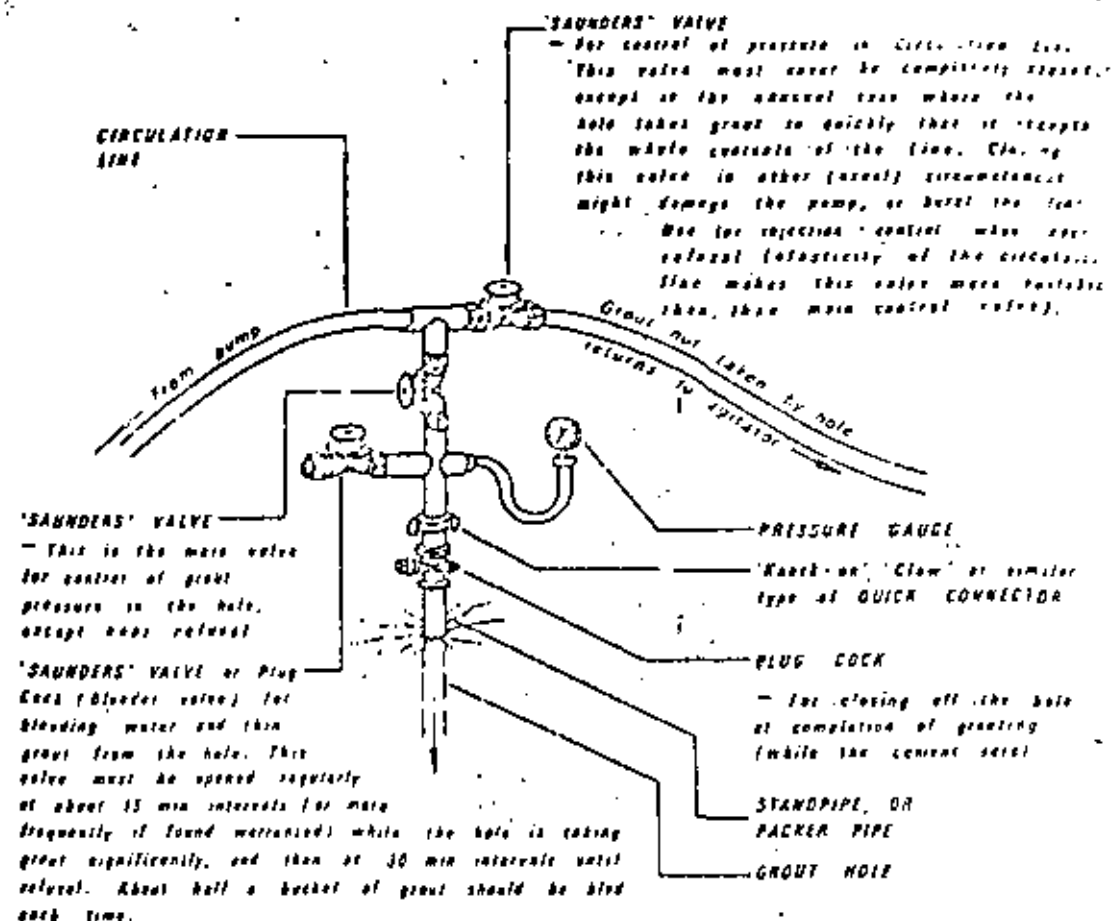 'SAUNDERS' VALVE
— For control of pressure in Circulation Line.
This valve must never be completely closed,
except in the unusual case where the
hole takes grout so quickly that it accepts
the whole contents of the line. Closing
this valve in other (usual) circumstances
might damage the pump, or burst the line
Use for injection control when near
refusal (elasticity of the circulation
line makes this valve more suitable
then, than main control valve).
CIRCULATION
LINE
From pump
Grout not taken by hole
returns to agitator
'SAUNDERS' VALVE
— This is the main valve
for control of grout
pressure in the hole,
except near refusal
PRESSURE GAUGE
'Knock-on', 'Claw' or similar
type of QUICK CONNECTOR
'SAUNDERS' VALVE or Plug
Cock (bleeder valve) for
bleeding water and thin
grout from the hole. This
valve must be opened regularly
at about 15 min intervals (or more
frequently if found warranted) while the hole is taking
grout significantly, and then at 30 min intervals until
refusal. About half a bucket of grout should be bled
each time.
PLUG COCK
— for closing off the hole
at completion of grouting
(while the cement sets)
STANDPIPE, OR
PACKER PIPE
GROUT HOLE